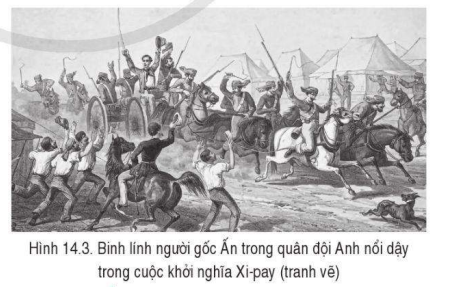 Hình 14.3. Binh lính người gốc Ấn trong quân đội Anh nổi dậy
trong cuộc khởi nghĩa Xi-pay (tranh vẽ)